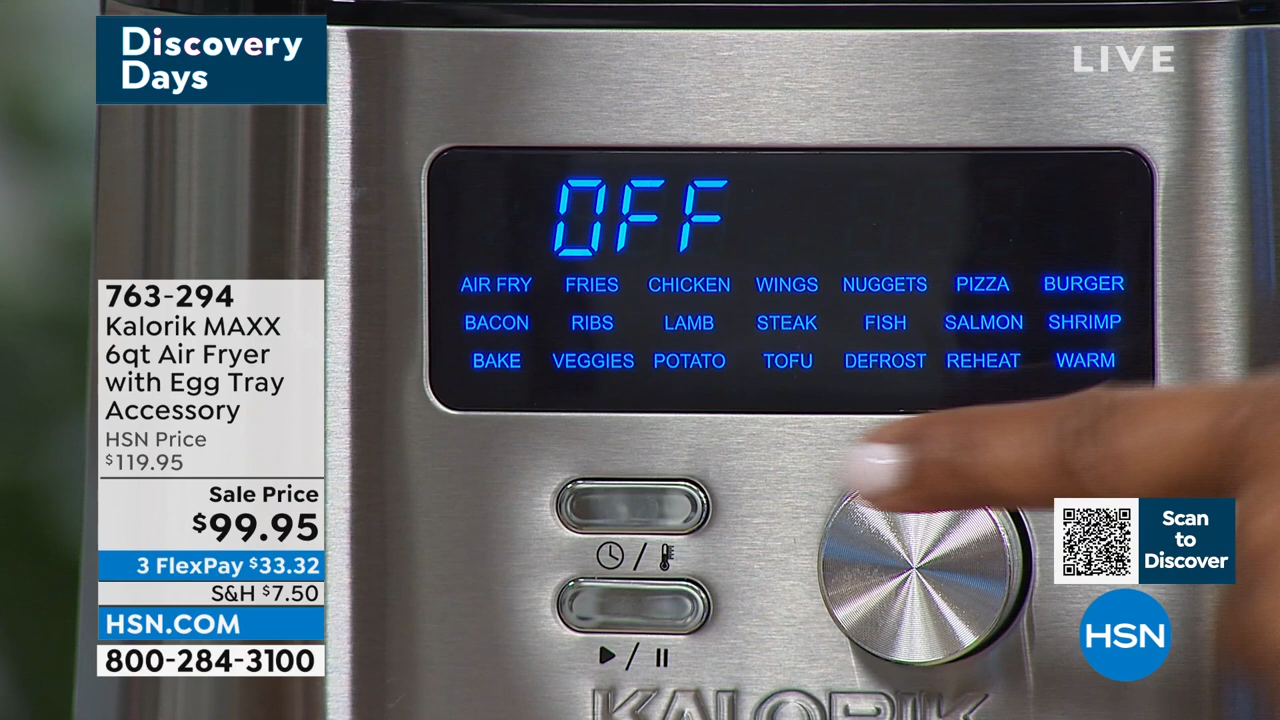 Discovery
Days
LIVE
OFF
AIR FRY FRIES CHICKEN WINGS NUGGETS PIZZA BURGER
BACON RIBS LAMB STEAK FISH SALMON SHRIMP
BAKE VEGGIES POTATO TOFU DEFROST REHEAT WARM
763-294
Kalorik MAXX
6qt Air Fryer
with Egg Tray
Accessory
HSN Price
$119.95
Sale Price
$99.95
3 FlexPay $33.32
S&H $7.50
HSN.COM
800-284-3100
Scan
to
Discover
HSN
KALORIK